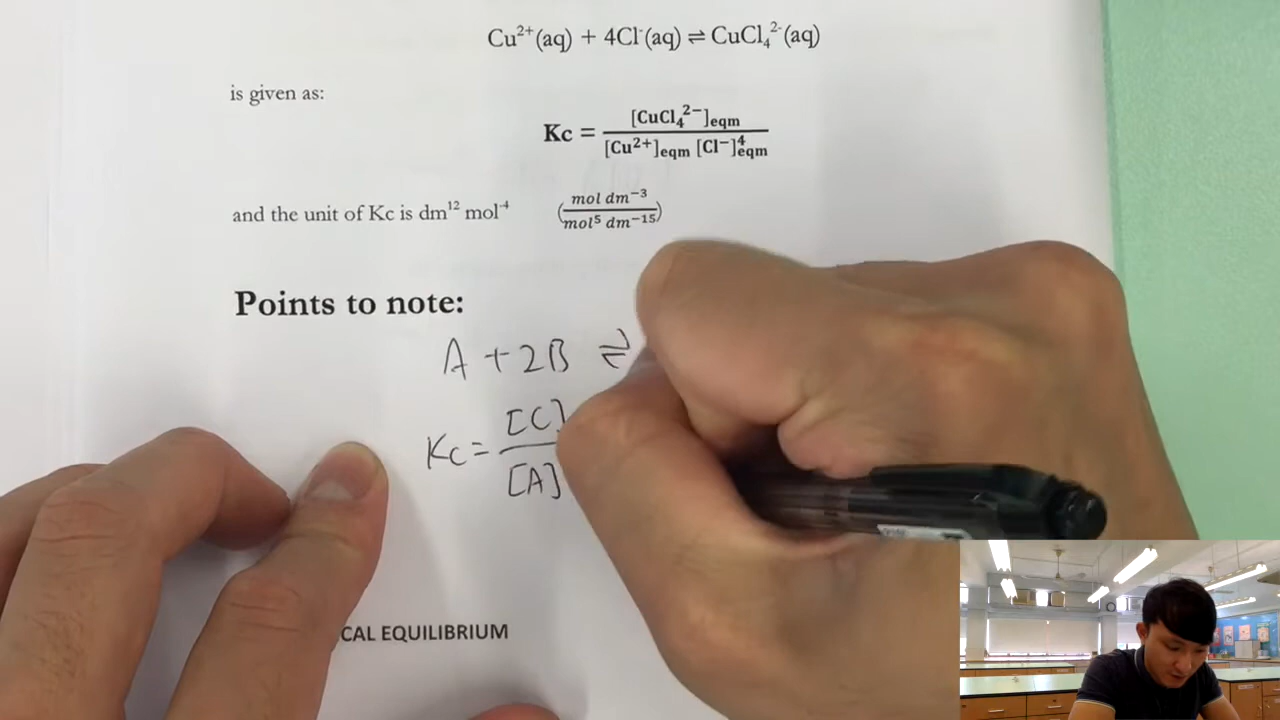 Cu²⁺(aq) + 4Cl⁻(aq) ⇌ CuCl₄²⁻(aq)
is given as:
Kc = [CuCl₄²⁻]eqm / [Cu²⁺]eqm [Cl⁻]⁴eqm
and the unit of Kc is dm¹² mol⁻⁴ (mol dm⁻³ / mol⁵ dm⁻¹⁵)
Points to note:
A + 2B ⇌
Kc = [C] / [A]
CAL EQUILIBRIUM